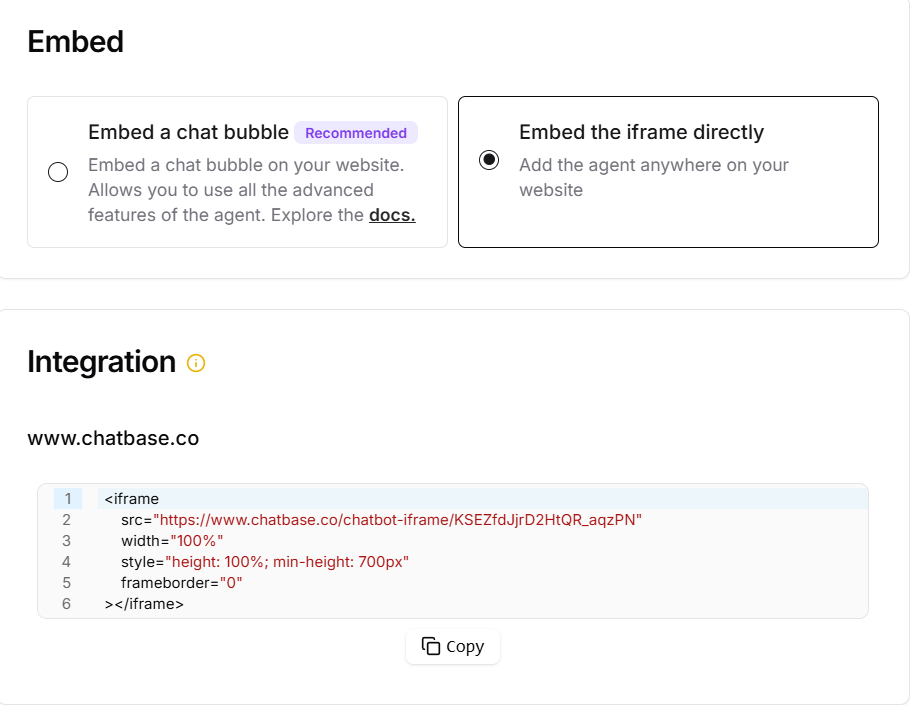 Embed
Embed a chat bubble Recommended
Embed a chat bubble on your website.
Allows you to use all the advanced
features of the agent. Explore the docs.
Embed the iframe directly
Add the agent anywhere on your
website
Integration
www.chatbase.co
1 <iframe
2 src="https://www.chatbase.co/chatbot-iframe/KSEZfdJjrD2HtQR_aqzPN"
3 width="100%"
4 style="height: 100%; min-height: 700px"
5 frameborder="0"
6 ></iframe>
Copy